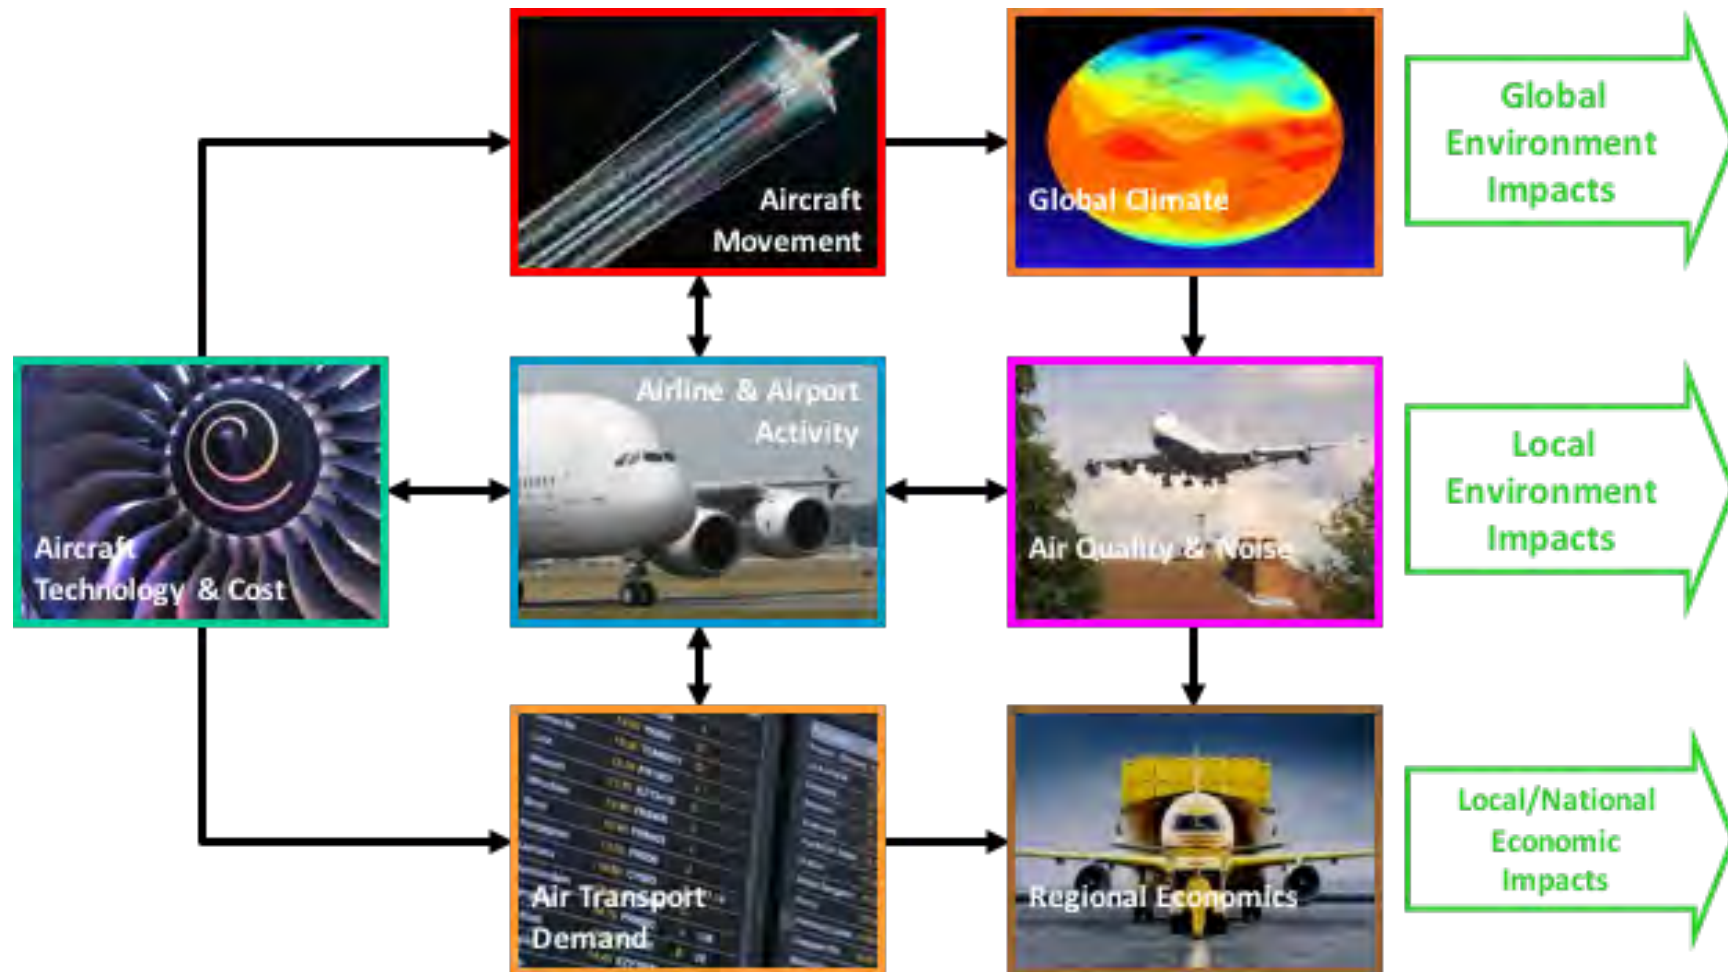 Aircraft
Movement
Global Climate
Global
Environment
Impacts
Aircraft
Technology & Cost
Airline & Airport
Activity
Air Quality & Noise
Local
Environment
Impacts
Air Transport
Demand
Regional Economics
Local/National
Economic
Impacts